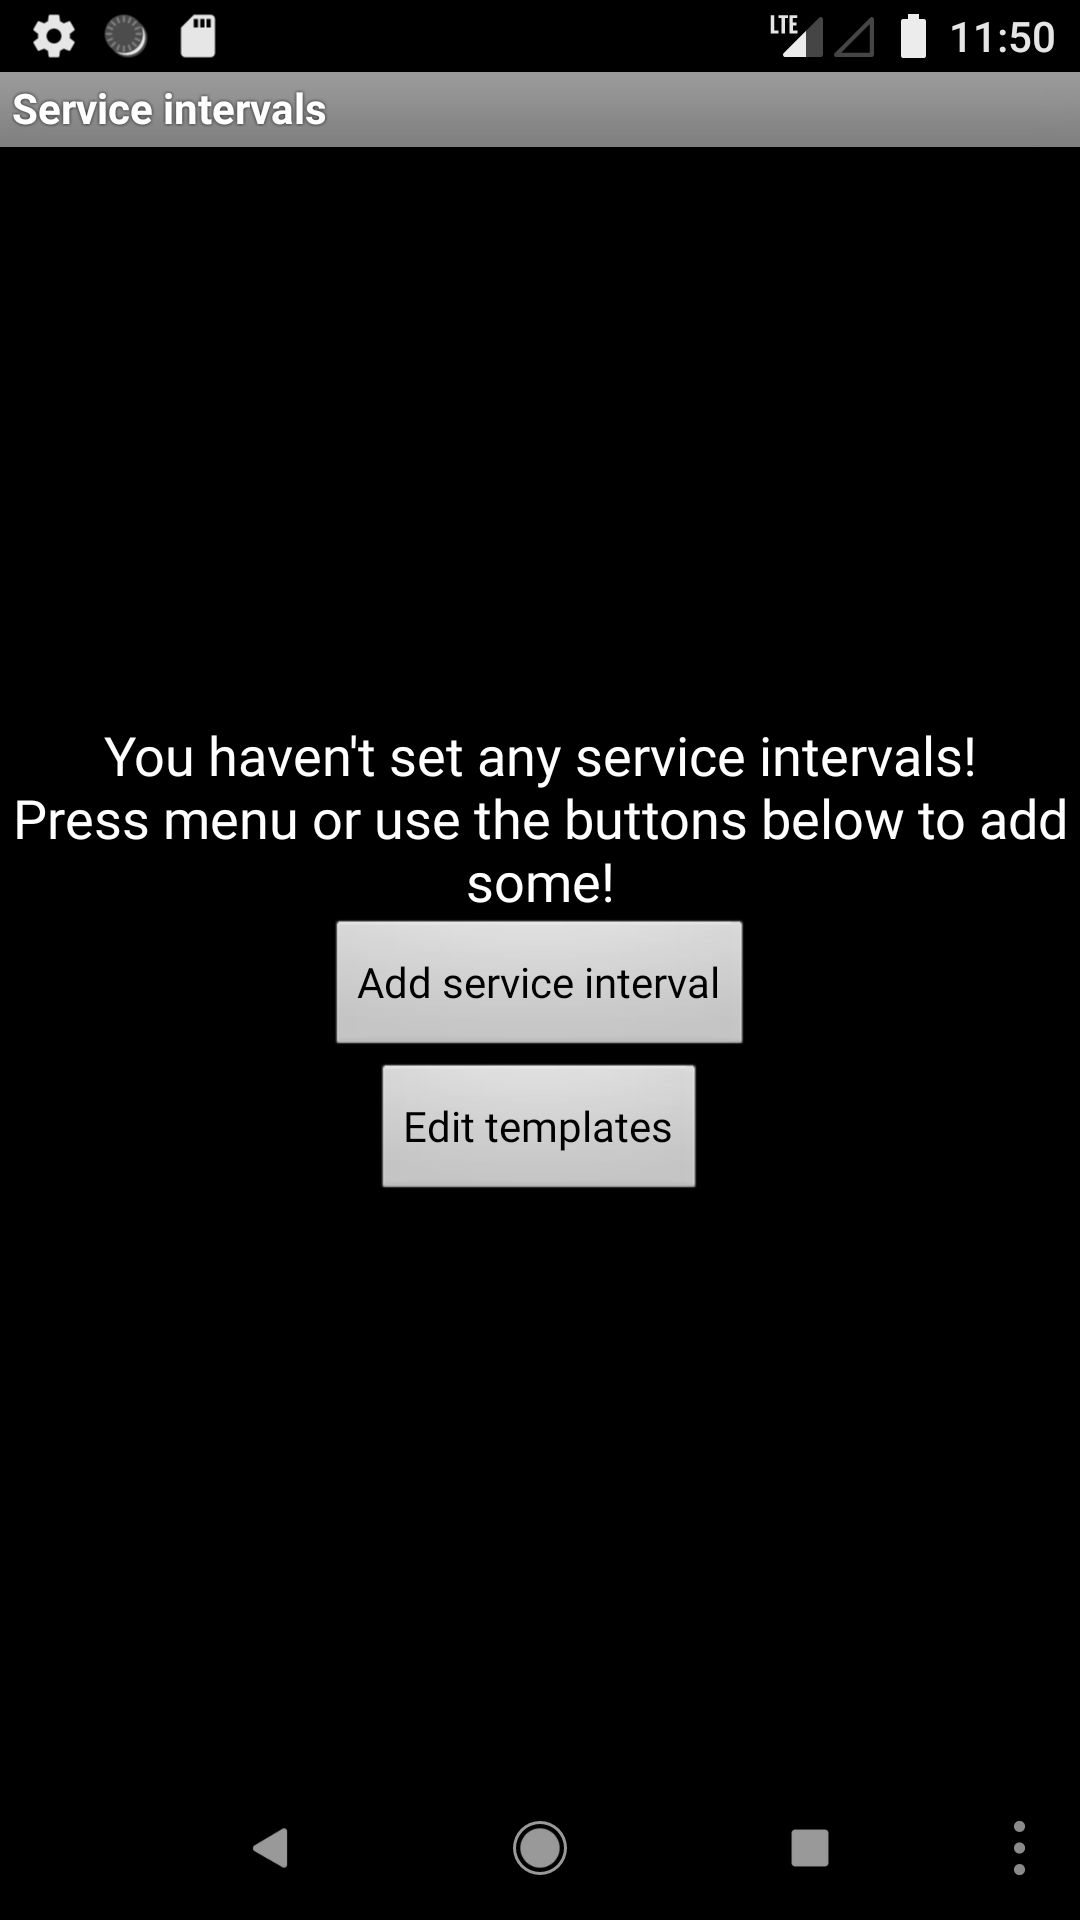 LTE 11:50
Service intervals
You haven't set any service intervals!
Press menu or use the buttons below to add
some!
Add service interval
Edit templates